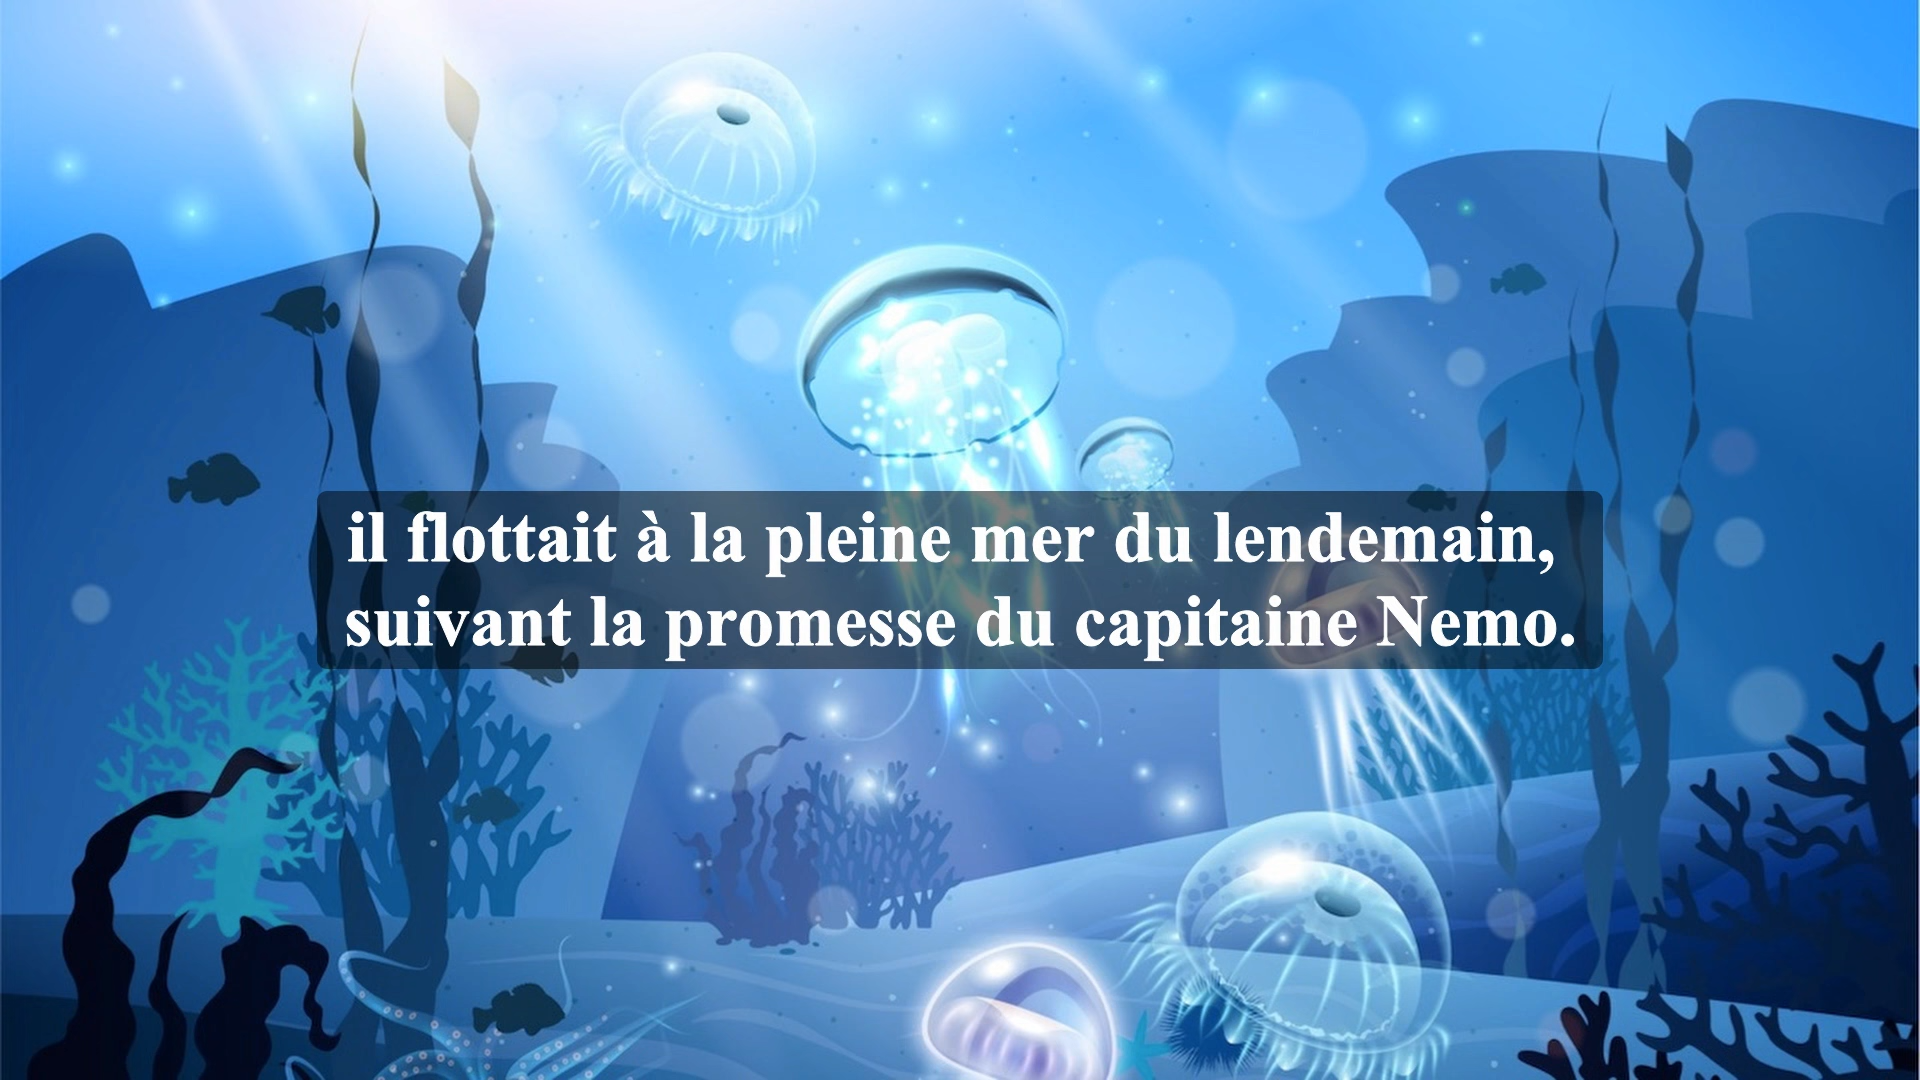 il flottait à la pleine mer du lendemain,
suivant la promesse du capitaine Nemo.